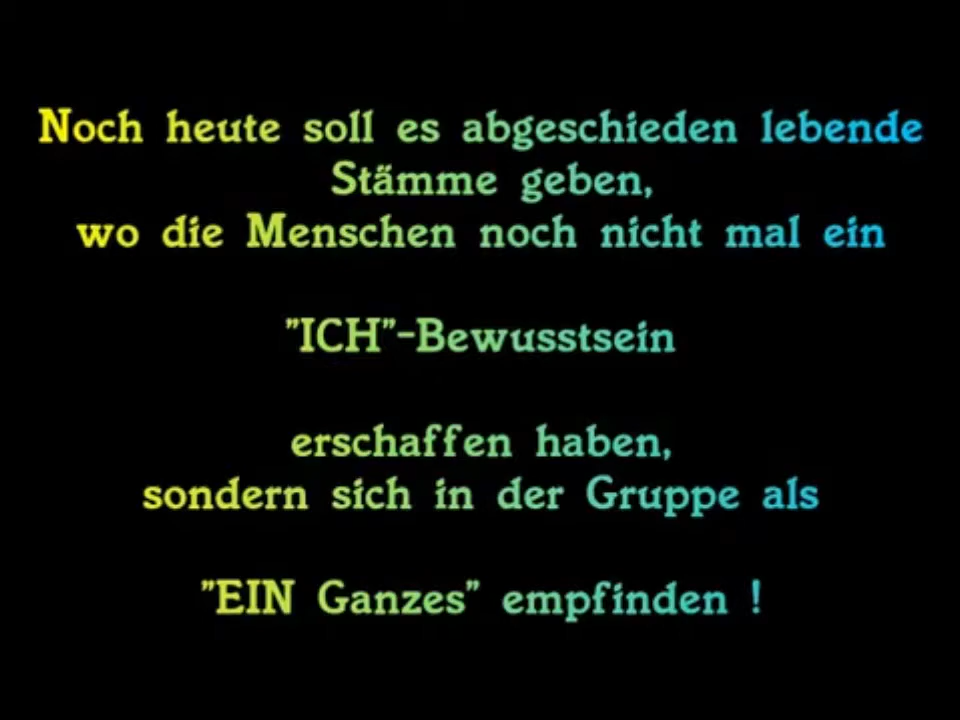 Noch heute soll es abgeschieden lebende
Stämme geben,
wo die Menschen noch nicht mal ein
"ICH"-Bewusstsein
erschaffen haben,
sondern sich in der Gruppe als
"EIN Ganzes" empfinden !